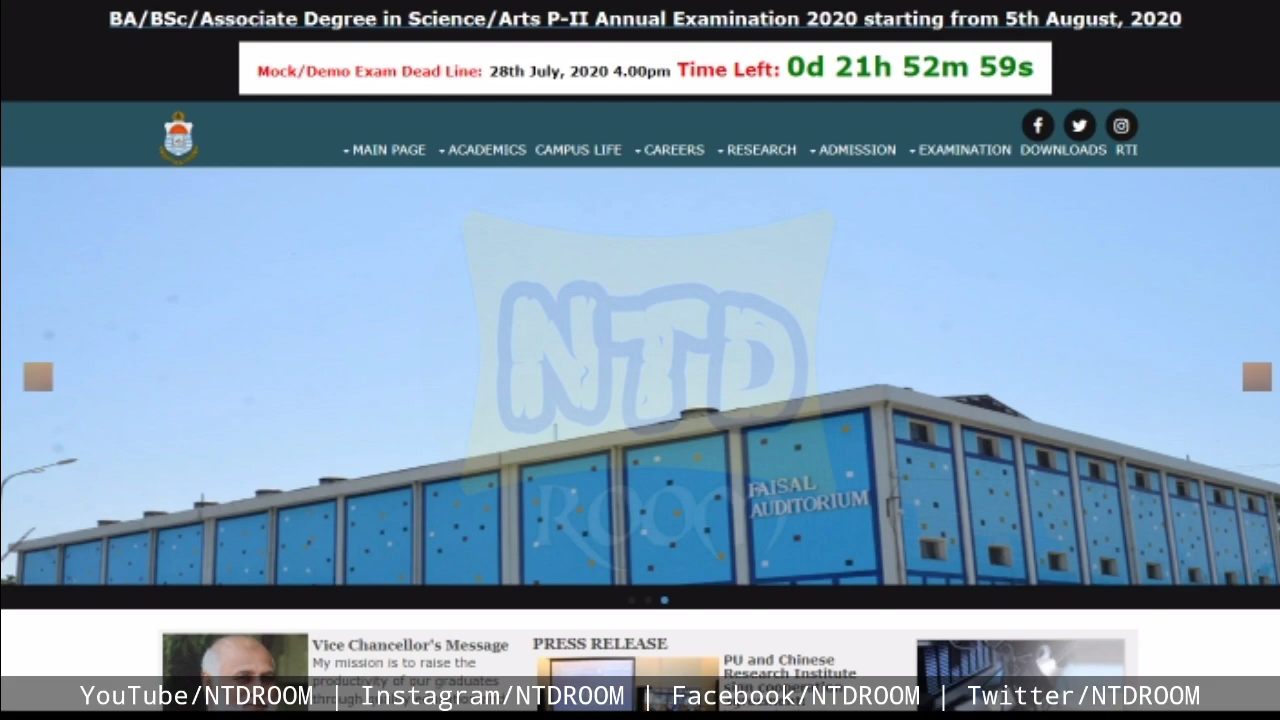 BA/BSc/Associate Degree in Science/Arts P-II Annual Examination 2020 starting from 5th August, 2020
Mock/Demo Exam Dead Line: 28th July, 2020 4.00pm Time Left: 0d 21h 52m 59s
MAIN PAGE ACADEMICS CAMPUS LIFE CAREERS RESEARCH ADMISSION EXAMINATION DOWNLOADS RTI
NTD
ROOM
FAISAL
AUDITORIUM
Vice Chancellor's Message
My mission is to raise the
productivity of our graduates
through
PRESS RELEASE
PU and Chinese
Research Institute
YouTube/NTDROOM | Instagram/NTDROOM | Facebook/NTDROOM | Twitter/NTDROOM